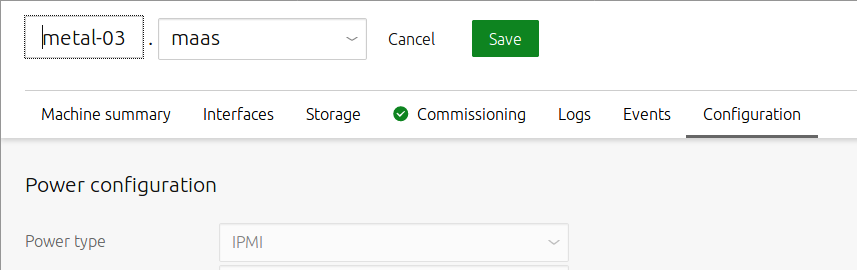 metal-03 . maas Cancel Save
Machine summary Interfaces Storage Commissioning Logs Events Configuration
Power configuration
Power type IPMI